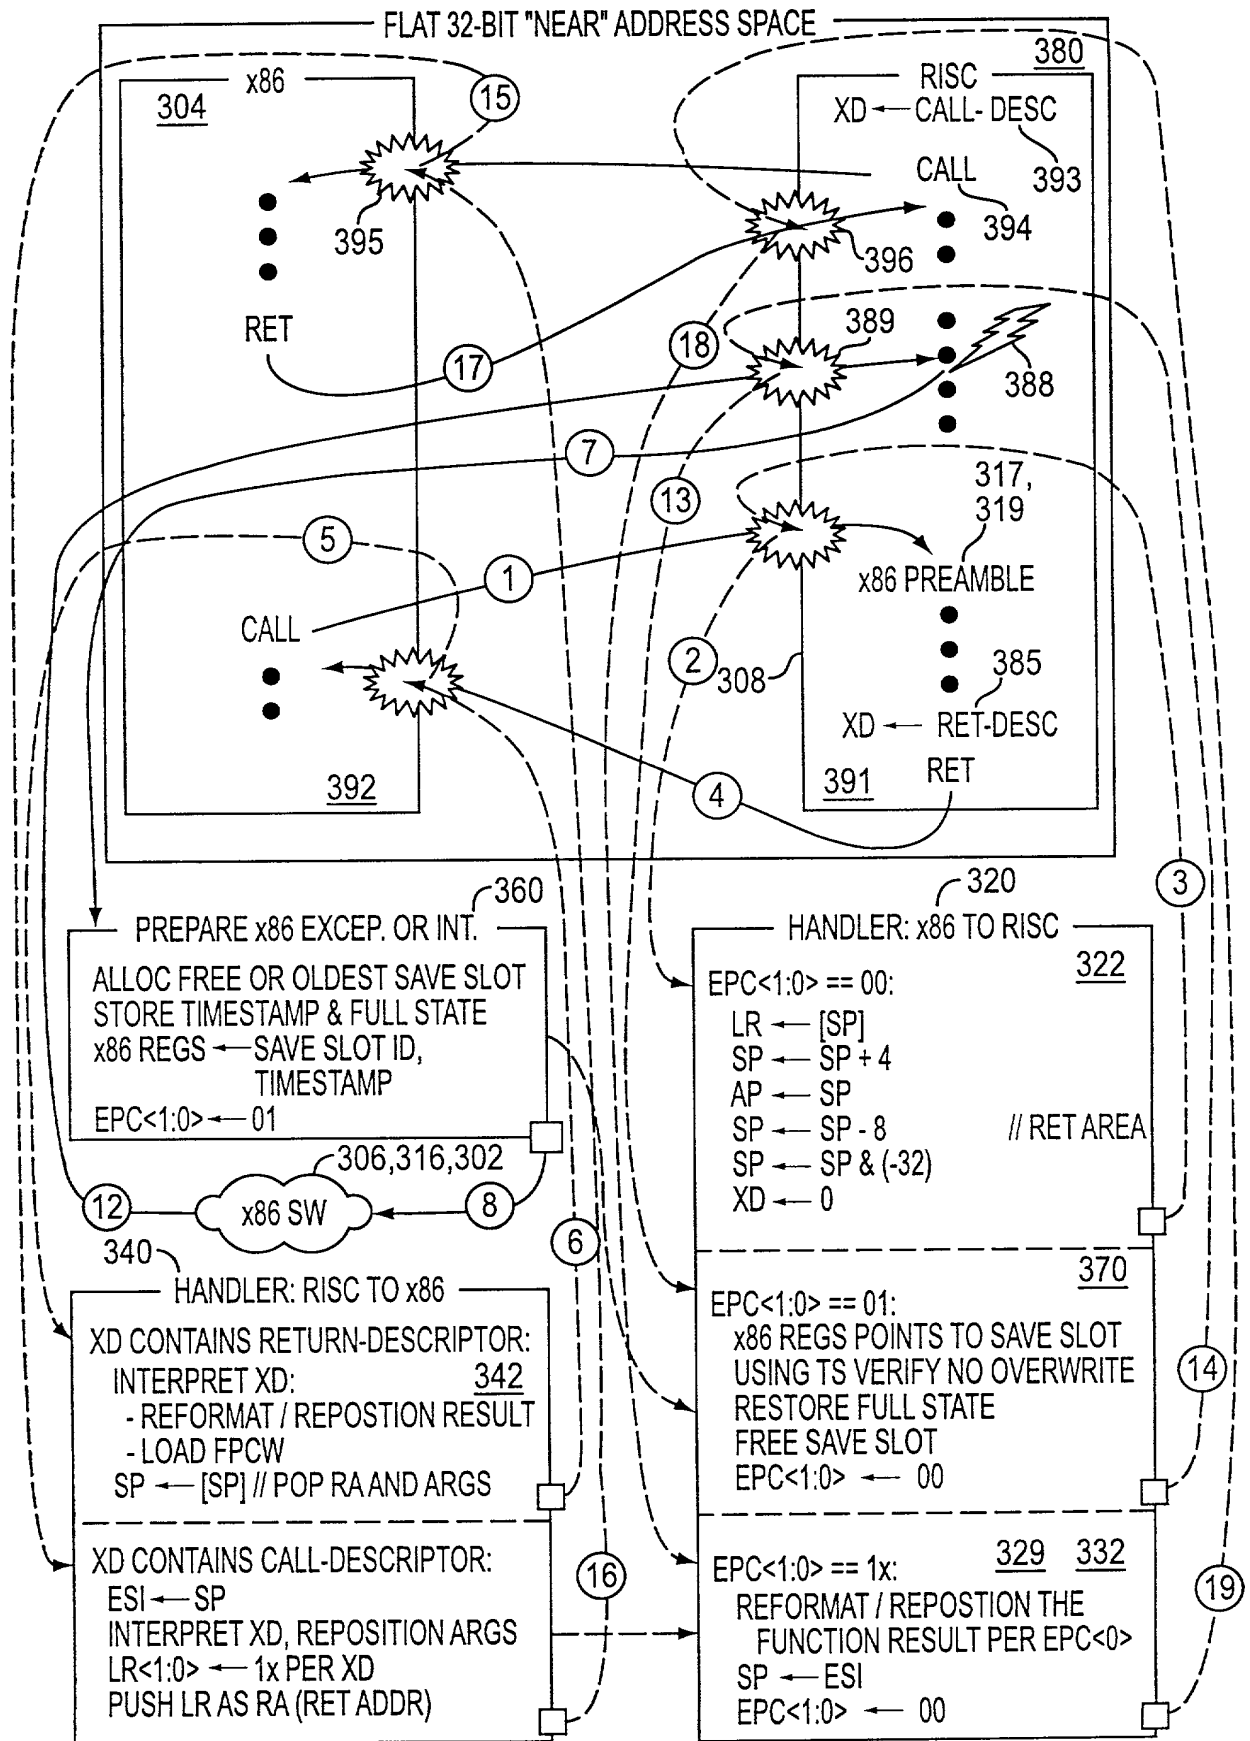 FLAT 32-BIT "NEAR" ADDRESS SPACE
x86
304
15
395
RET
17
7
5
1
CALL
392
4
380
RISC
XD ← CALL- DESC
393
CALL
394
396
18
389
388
13
317,
319
x86 PREAMBLE
2
308
385
XD ← RET-DESC
RET
391
3
360
PREPARE x86 EXCEP. OR INT.
ALLOC FREE OR OLDEST SAVE SLOT
STORE TIMESTAMP & FULL STATE
x86 REGS ← SAVE SLOT ID,
TIMESTAMP
EPC<1:0> ← 01
306,316,302
12
x86 SW
8
6
340
HANDLER: RISC TO x86
XD CONTAINS RETURN-DESCRIPTOR:
INTERPRET XD:
342
- REFORMAT / REPOSTION RESULT
- LOAD FPCW
SP ← [SP] // POP RA AND ARGS
XD CONTAINS CALL-DESCRIPTOR:
ESI ← SP
INTERPRET XD, REPOSITION ARGS
LR<1:0> ← 1x PER XD
PUSH LR AS RA (RET ADDR)
16
320
HANDLER: x86 TO RISC
322
EPC<1:0> == 00:
LR ← [SP]
SP ← SP + 4
AP ← SP
SP ← SP - 8 // RET AREA
SP ← SP & (-32)
XD ← 0
370
EPC<1:0> == 01:
x86 REGS POINTS TO SAVE SLOT
USING TS VERIFY NO OVERWRITE
RESTORE FULL STATE
FREE SAVE SLOT
EPC<1:0> ← 00
14
EPC<1:0> == 1x:
329 332
REFORMAT / REPOSTION THE
FUNCTION RESULT PER EPC<0>
SP ← ESI
EPC<1:0> ← 00
19